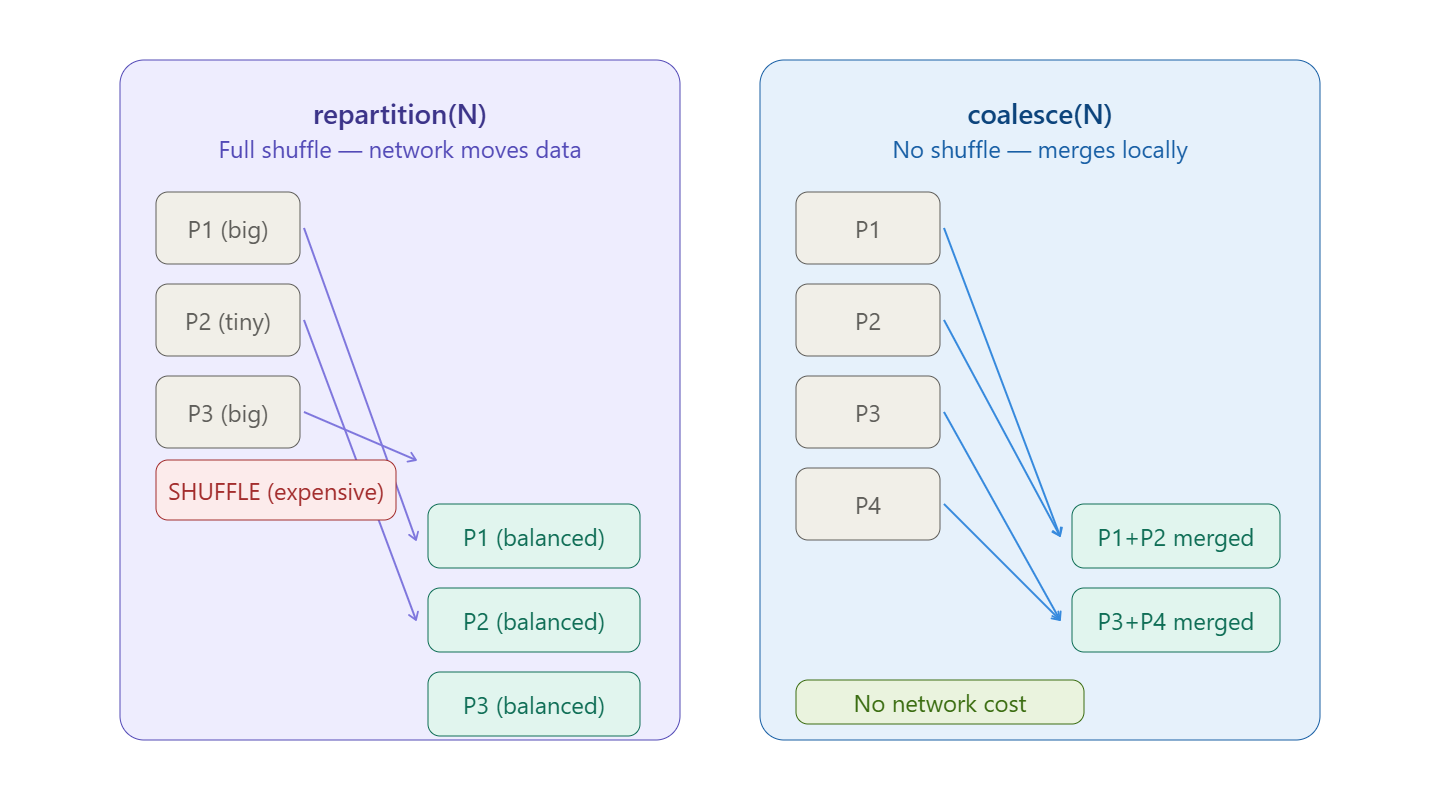 repartition(N)
Full shuffle — network moves data
P1 (big)
P2 (tiny)
P3 (big)
SHUFFLE (expensive)
P1 (balanced)
P2 (balanced)
P3 (balanced)
coalesce(N)
No shuffle — merges locally
P1
P2
P3
P4
P1+P2 merged
P3+P4 merged
No network cost